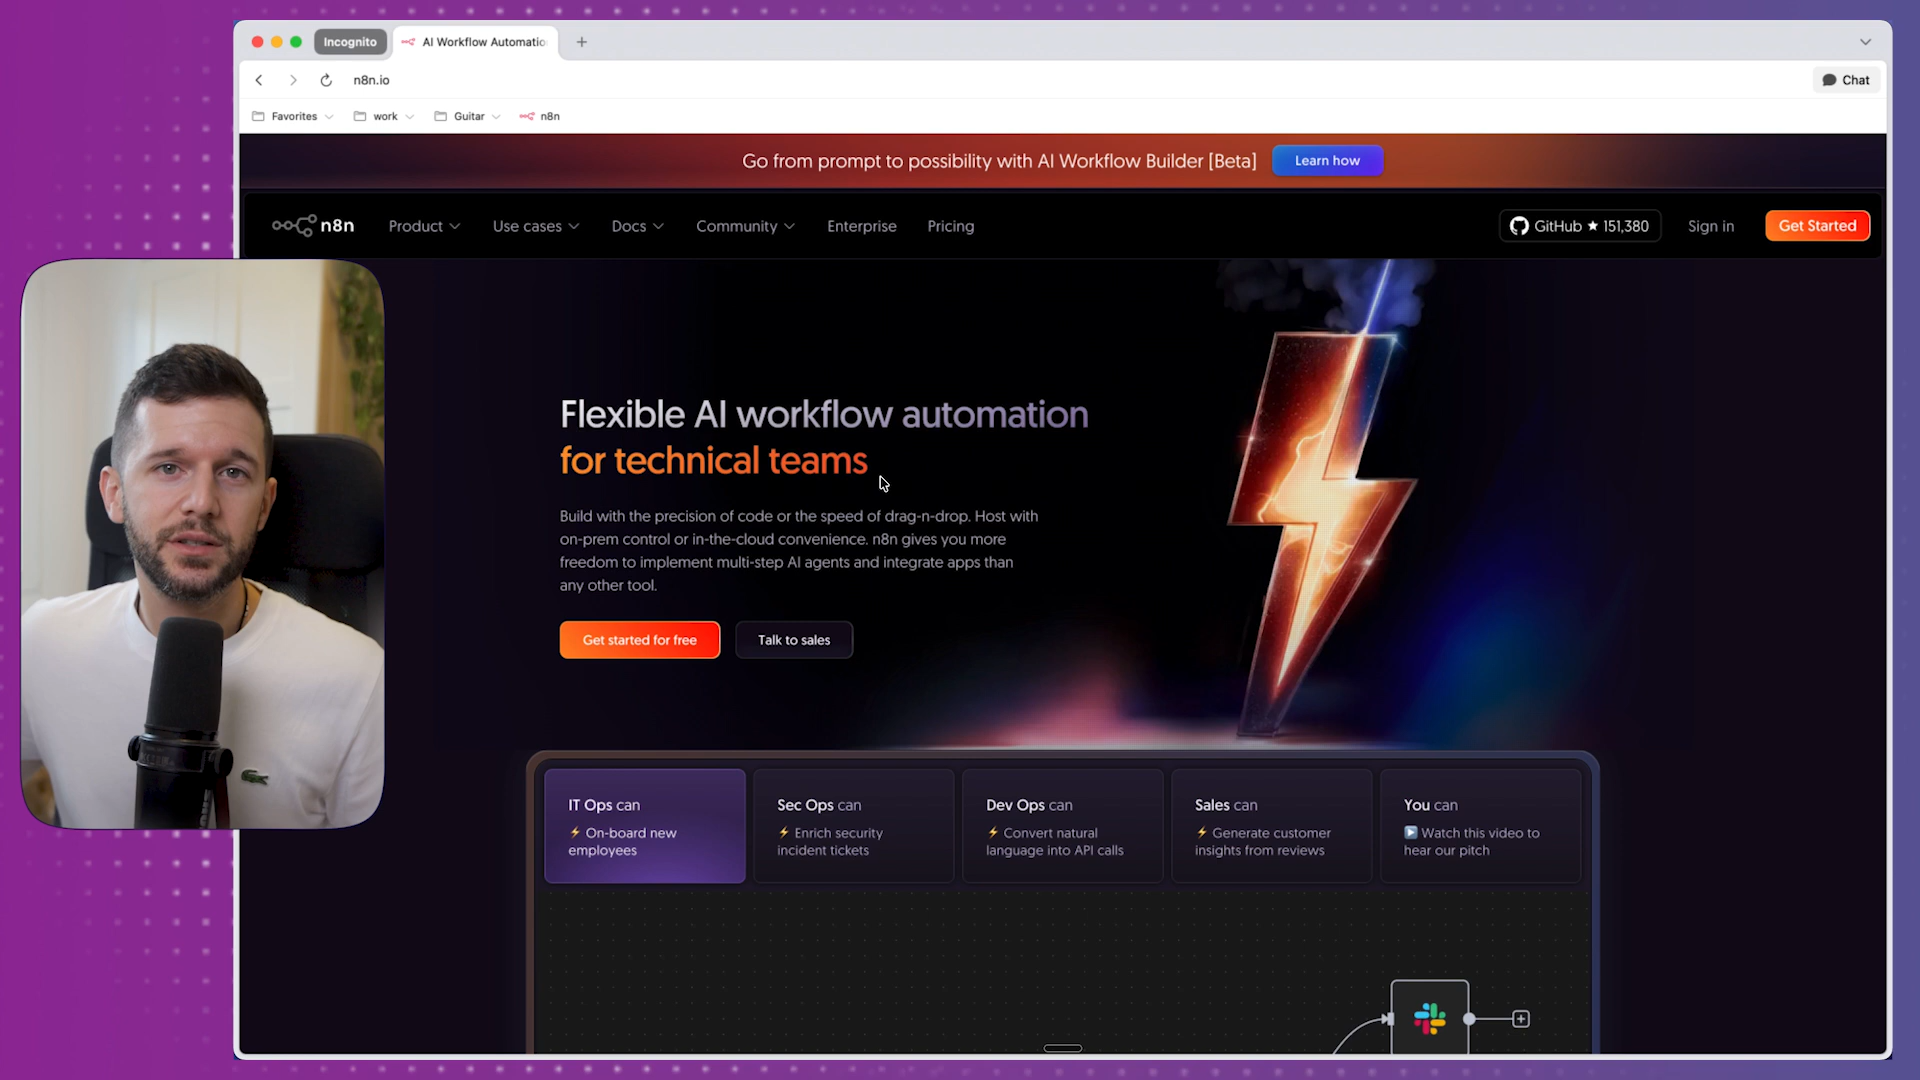 Incognito
AI Workflow Automatio
n8n.io
Chat
Favorites
work
Guitar
n8n
Go from prompt to possibility with AI Workflow Builder [Beta]
Learn how
n8n
Product
Use cases
Docs
Community
Enterprise
Pricing
GitHub ★ 151,380
Sign in
Get Started
Flexible AI workflow automation
for technical teams
Build with the precision of code or the speed of drag-n-drop. Host with
on-prem control or in-the-cloud convenience. n8n gives you more
freedom to implement multi-step AI agents and integrate apps than
any other tool.
Get started for free
Talk to sales
IT Ops can
⚡ On-board new
employees
Sec Ops can
⚡ Enrich security
incident tickets
Dev Ops can
⚡ Convert natural
language into API calls
Sales can
⚡ Generate customer
insights from reviews
You can
▶️ Watch this video to
hear our pitch